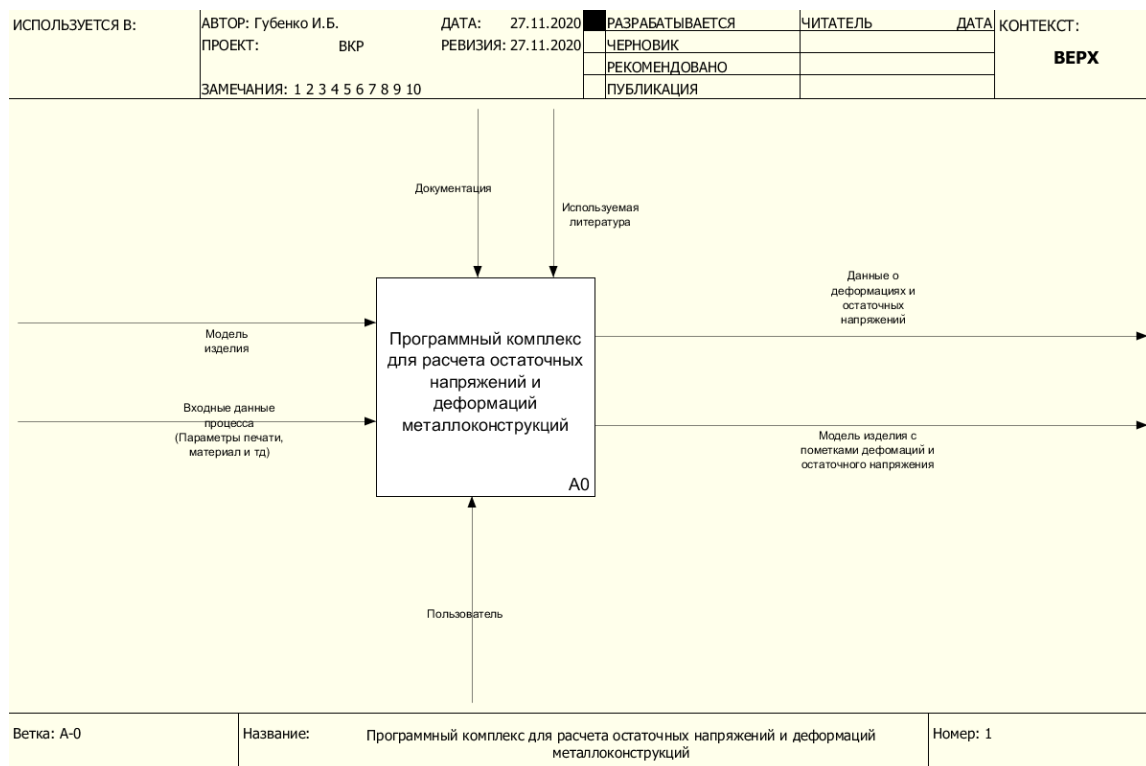 ИСПОЛЬЗУЕТСЯ В:
АВТОР: Губенко И.Б.
ДАТА: 27.11.2020
РАЗРАБАТЫВАЕТСЯ
ЧИТАТЕЛЬ
ДАТА
КОНТЕКСТ:
ПРОЕКТ: ВКР
РЕВИЗИЯ: 27.11.2020
ЧЕРНОВИК
ВЕРХ
РЕКОМЕНДОВАНО
ЗАМЕЧАНИЯ: 1 2 3 4 5 6 7 8 9 10
ПУБЛИКАЦИЯ
Документация
Используемая
литература
Модель
изделия
Входные данные
процесса
(Параметры печати,
материал и тд)
Программный комплекс
для расчета остаточных
напряжений и
деформаций
металлоконструкций
A0
Данные о
деформациях и
остаточных
напряжений
Модель изделия с
пометками дефомаций и
остаточного напряжения
Пользователь
Ветка: A-0
Название:
Программный комплекс для расчета остаточных напряжений и деформаций
металлоконструкций
Номер: 1